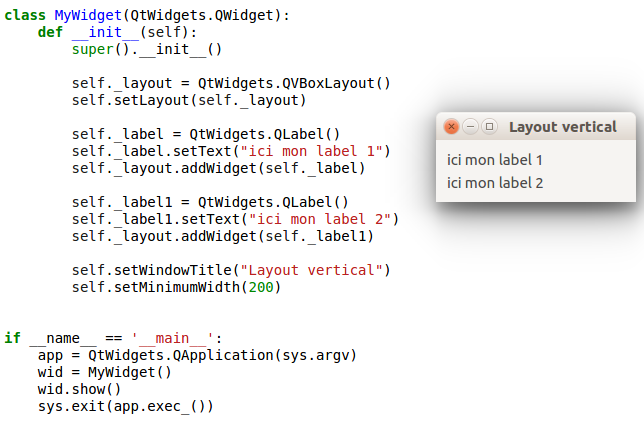 class MyWidget(QtWidgets.QWidget):
    def __init__(self):
        super().__init__()

        self._layout = QtWidgets.QVBoxLayout()
        self.setLayout(self._layout)

        self._label = QtWidgets.QLabel()
        self._label.setText("ici mon label 1")
        self._layout.addWidget(self._label)

        self._label1 = QtWidgets.QLabel()
        self._label1.setText("ici mon label 2")
        self._layout.addWidget(self._label1)

        self.setWindowTitle("Layout vertical")
        self.setMinimumWidth(200)

if __name__ == '__main__':
    app = QtWidgets.QApplication(sys.argv)
    wid = MyWidget()
    wid.show()
    sys.exit(app.exec_())
Layout vertical
ici mon label 1
ici mon label 2